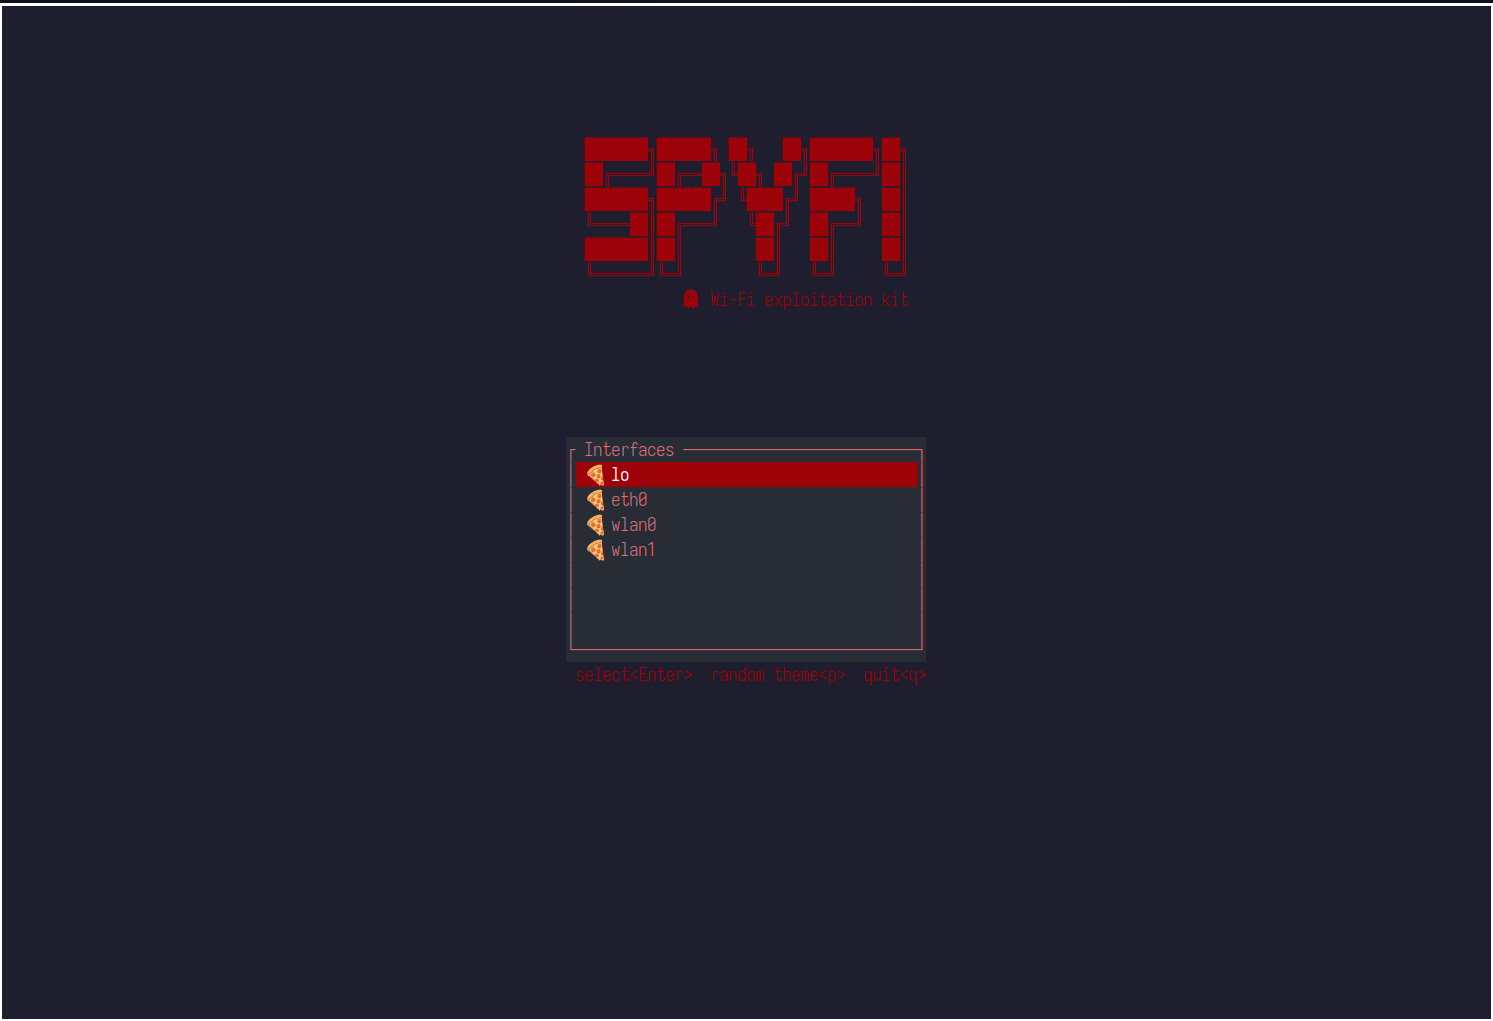 SPYFI
Wi-Fi exploitation kit
Interfaces
lo
eth0
wlan0
wlan1
select<Enter> random theme<p> quit<q>